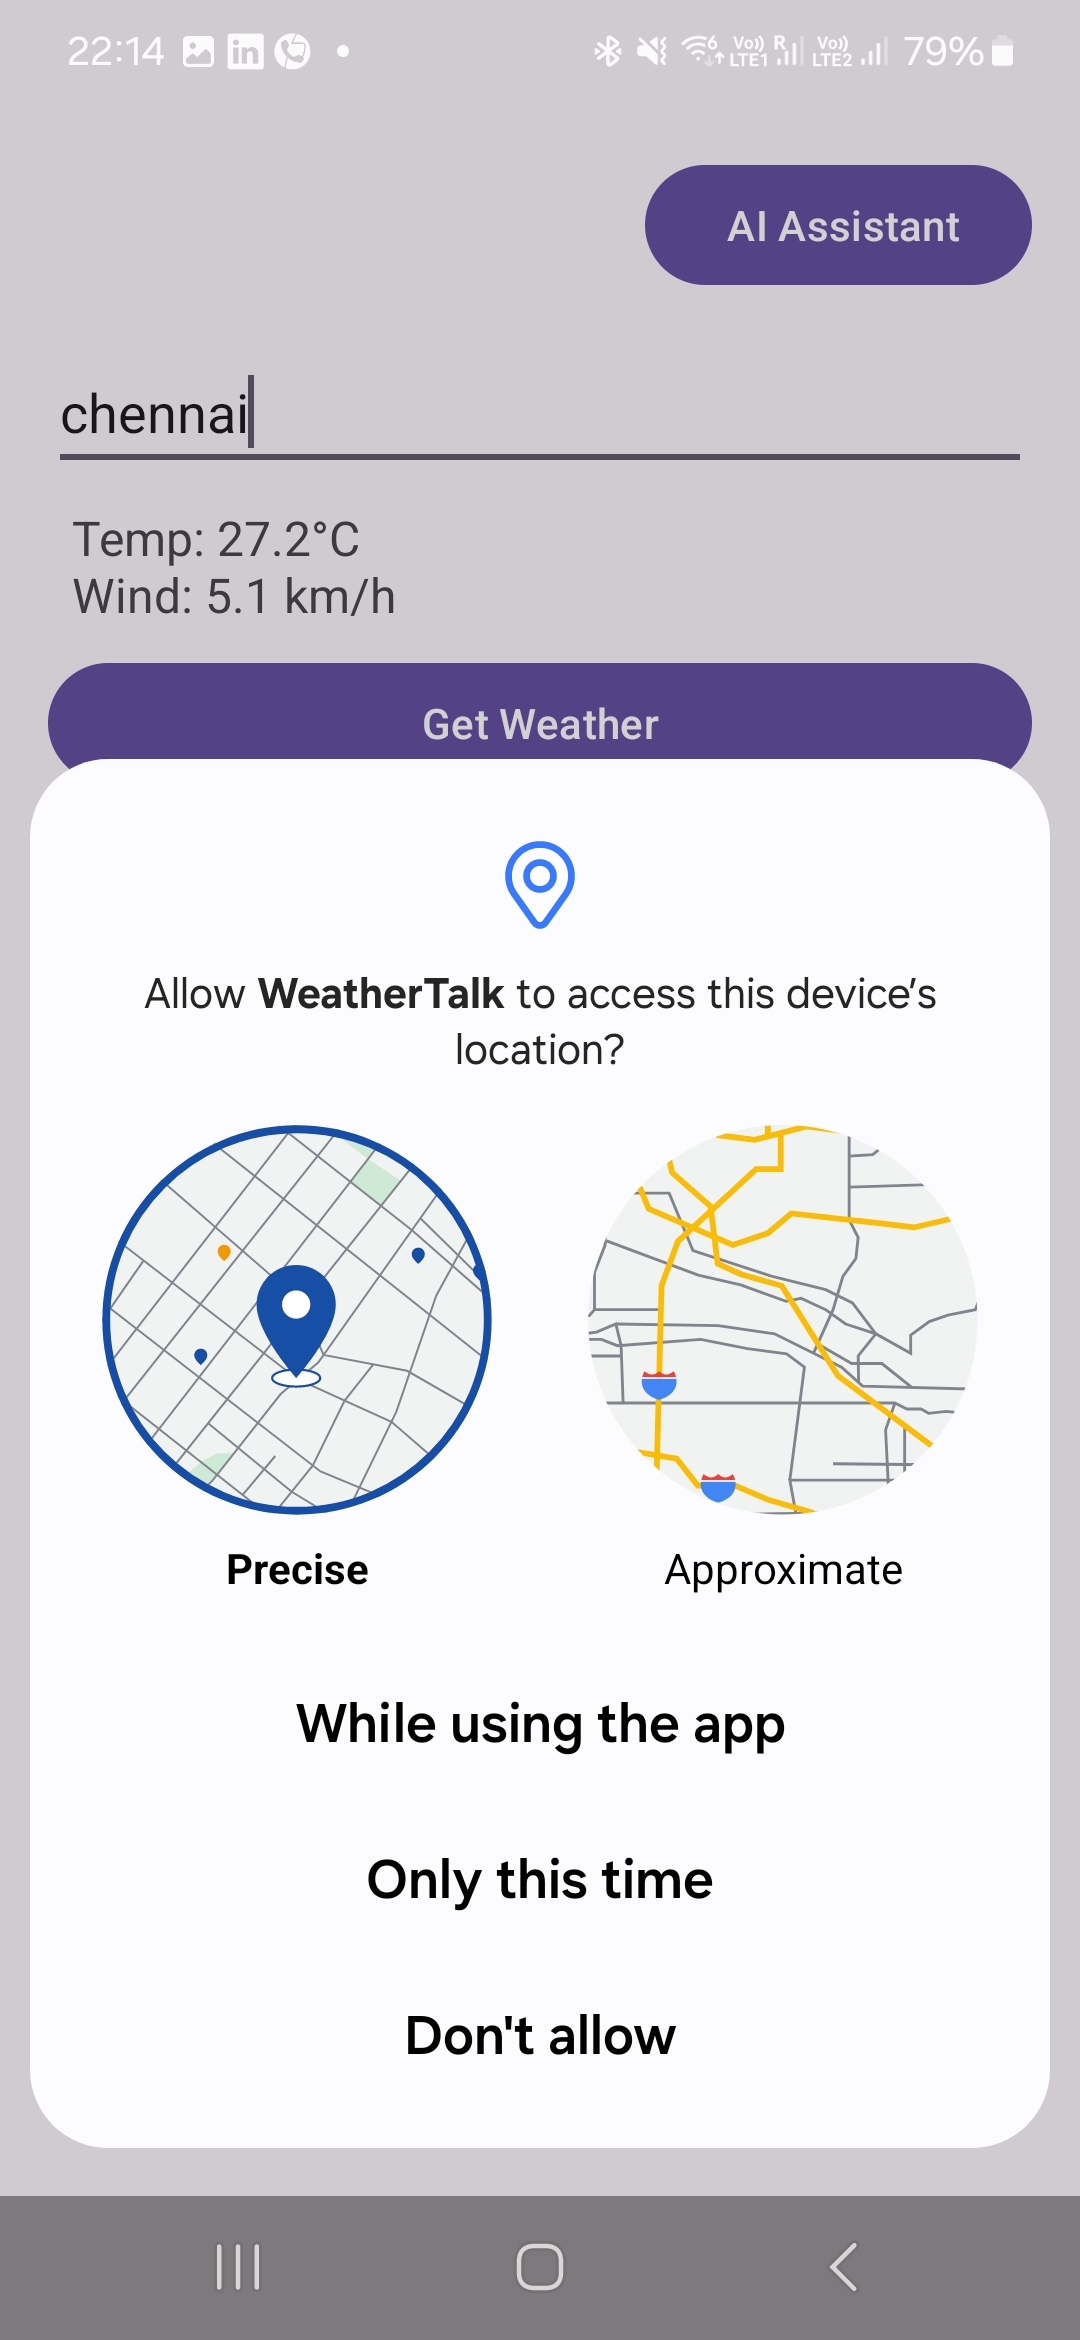 22:14
Vo)) R Vo)) 79%
LTE1 LTE2
AI Assistant
chennai
Temp: 27.2°C
Wind: 5.1 km/h
Get Weather
Allow WeatherTalk to access this device’s
location?
Precise
Approximate
While using the app
Only this time
Don't allow